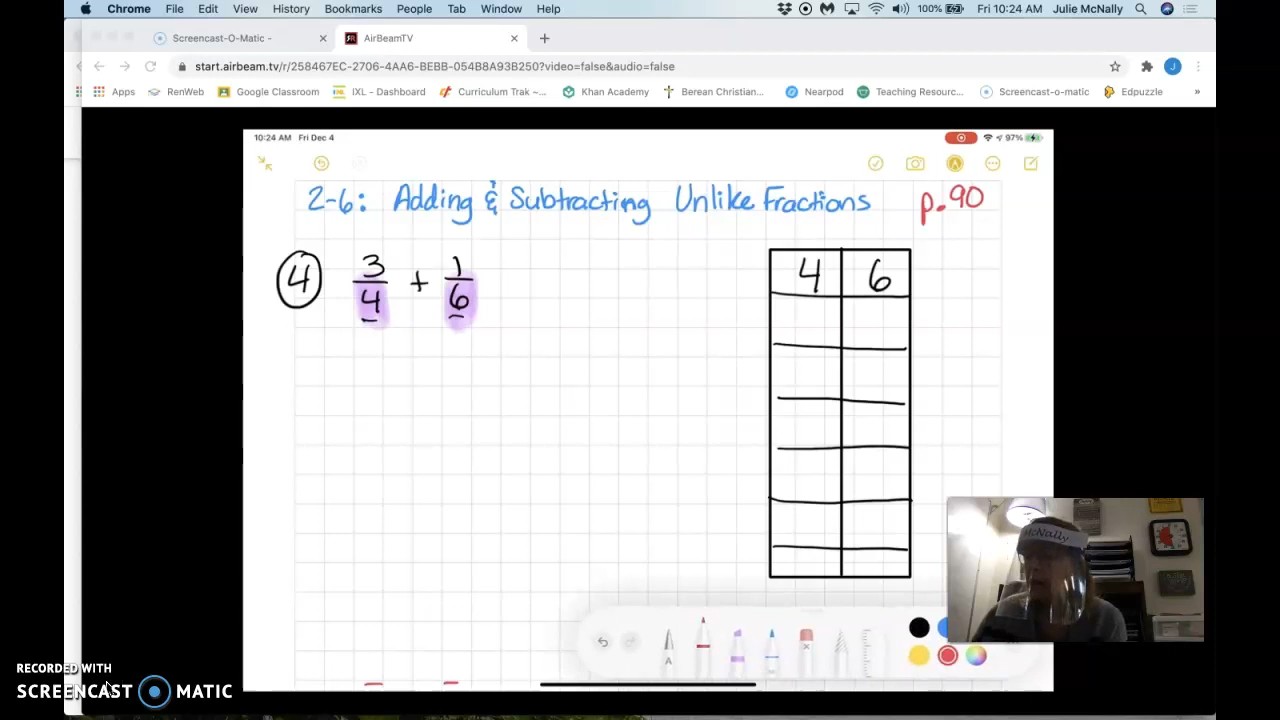 Chrome File Edit View History Bookmarks People Tab Window Help 100% Fri 10:24 AM Julie McNally
Screencast-O-Matic - AirBeamTV
start.airbeam.tv/r/258467EC-2706-4AA6-BEBB-054B8A93B250?video=false&audio=false
Apps RenWeb Google Classroom IXL - Dashboard Curriculum Trak ~... Khan Academy Berean Christian... Nearpod Teaching Resourc... Screencast-o-matic Edpuzzle »
10:24 AM Fri Dec 4 97%
2-6: Adding & Subtracting Unlike Fractions p.90
4 3/4 + 1/6
4 6
McNally
A
RECORDED WITH
SCREENCAST MATIC